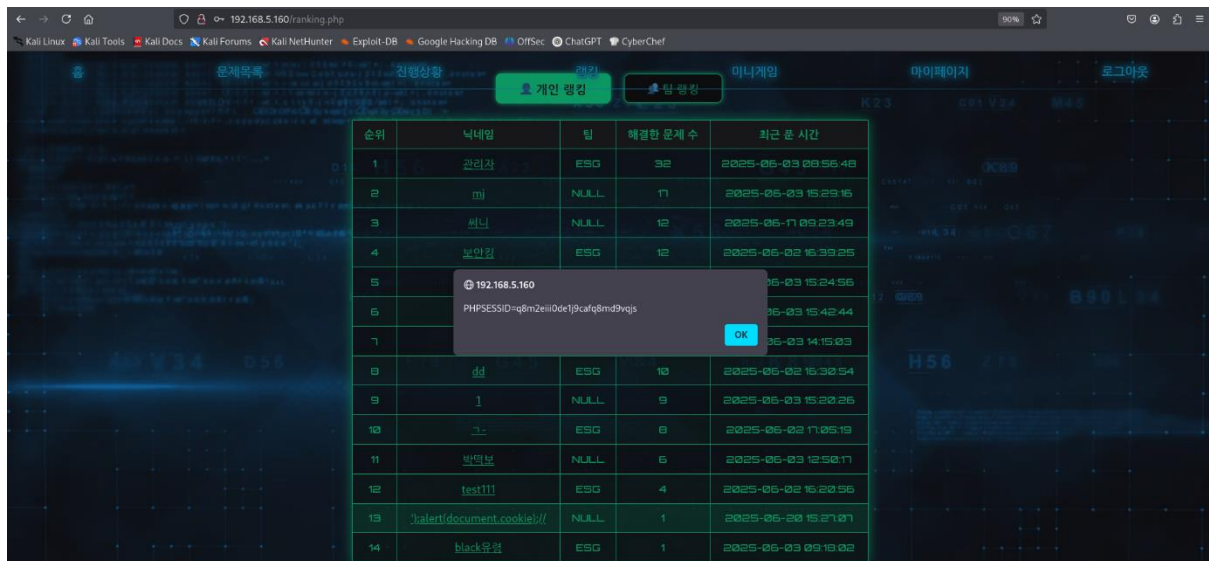 192.168.5.160/ranking.php
90%
Kali Linux Kali Tools Kali Docs Kali Forums Kali NetHunter Exploit-DB Google Hacking DB OffSec ChatGPT CyberChef
홈 문제목록 진행상황 랭킹 미니게임 마이페이지 로그아웃
개인 랭킹 팀 랭킹
순위 닉네임 팀 해결한 문제 수 최근 푼 시간
1 관리자 ESG 32 2025-06-03 08:56:48
2 mj NULL 17 2025-06-03 15:29:16
3 써니 NULL 12 2025-06-17 09:23:49
4 보안킹 ESG 12 2025-06-02 16:39:25
5 06-03 15:24:56
192.168.5.160
PHPSESSID=q8m2eiii0de1j9cafq8md9vqjs
OK
6 06-03 15:42:44
7 06-03 14:15:03
8 dd ESG 10 2025-06-02 16:30:54
9 1 NULL 9 2025-06-03 15:20:26
10 ㄱ- ESG 8 2025-06-02 17:05:19
11 박떡보 NULL 6 2025-06-03 12:50:17
12 test111 ESG 4 2025-06-02 16:20:56
13 ');alert(document.cookie);// NULL 1 2025-06-20 15:27:07
14 black유령 ESG 1 2025-06-03 09:18:02
K23
M45
K89
B90L
H56
V34
D56